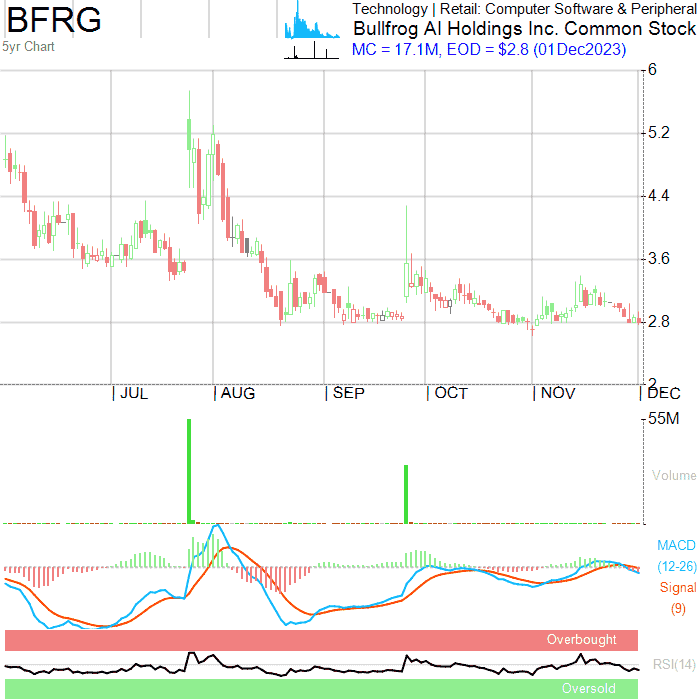 BFRG
5yr Chart
Technology | Retail: Computer Software & Peripheral
Bullfrog AI Holdings Inc. Common Stock
MC = 17.1M, EOD = $2.8 (01Dec2023)
6
5.2
4.4
3.6
2.8
2
JUL AUG SEP OCT NOV DEC
55M
Volume
MACD
(12-26)
Signal
(9)
Overbought
RSI(14)
Oversold